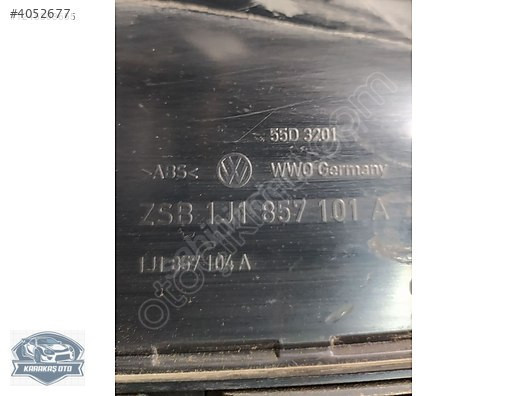 #4052677
55D 3201
>ABS< WWO Germany
ZSB 1J1 857 101 A
1J1 857 104 A
KARAKAŞ OTO